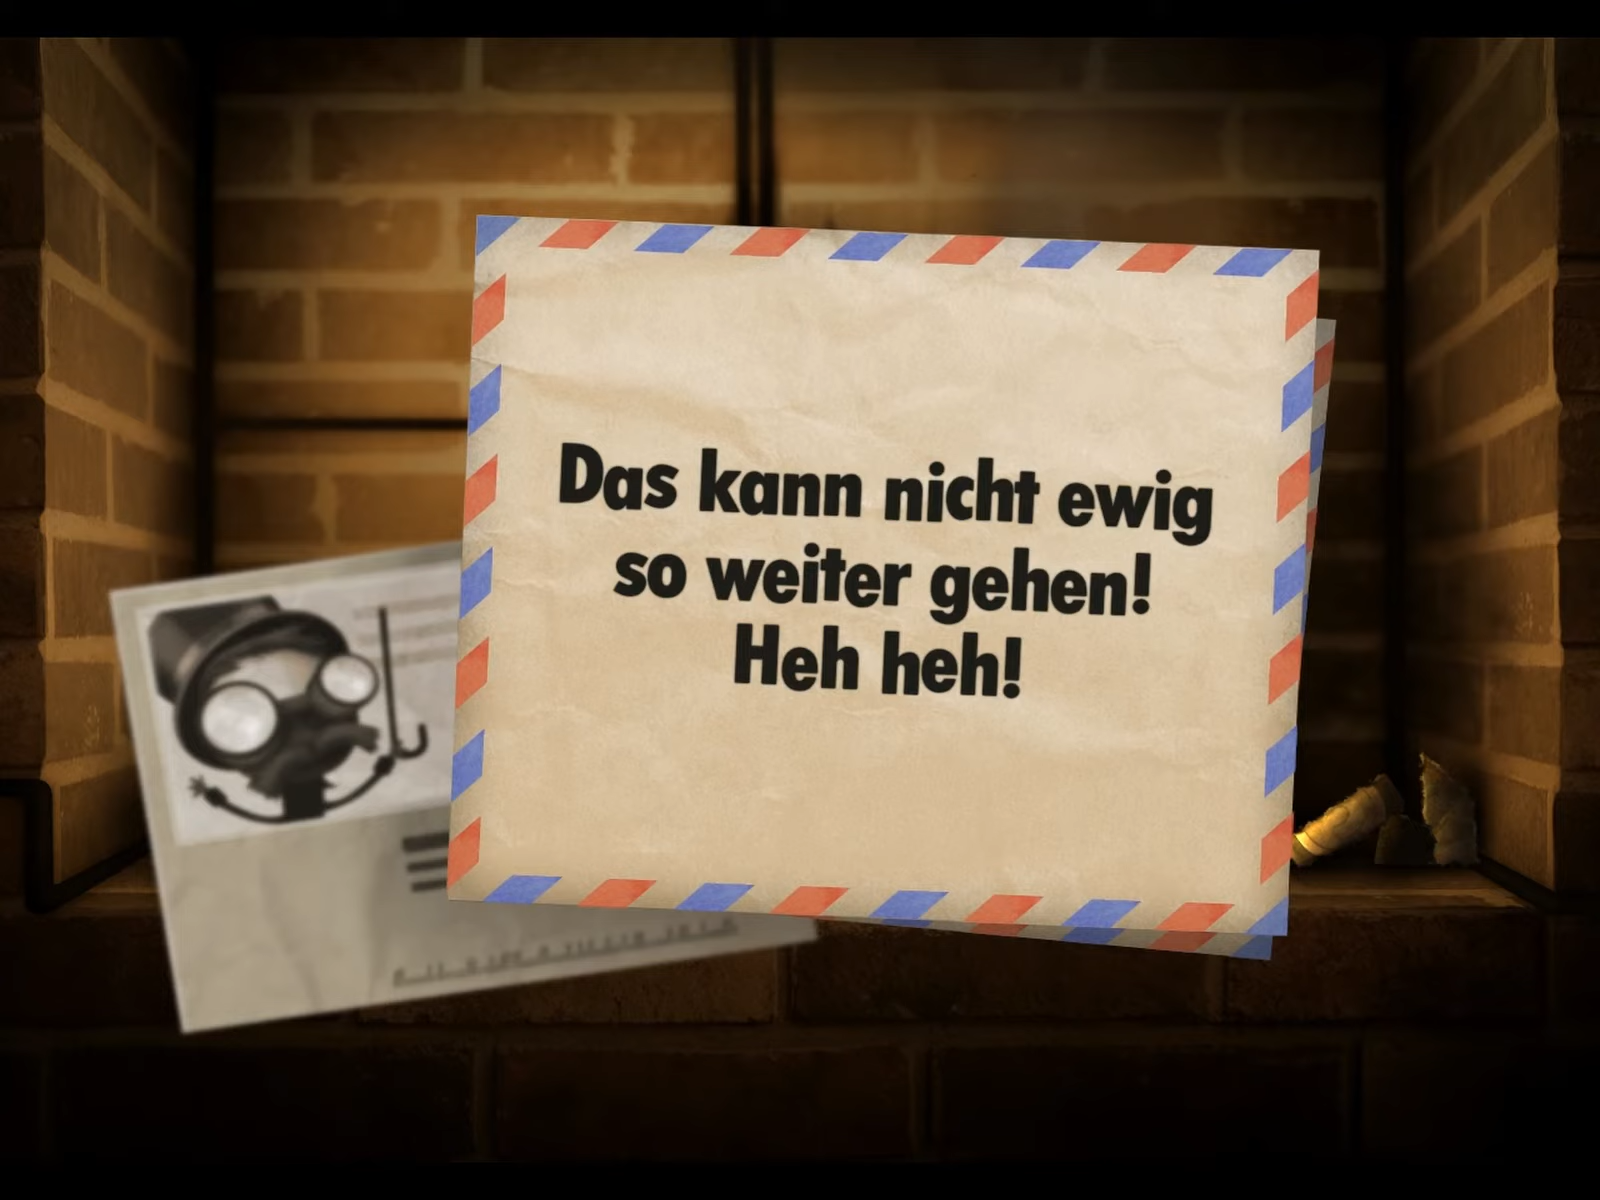 Das kann nicht ewig
so weiter gehen!
Heh heh!